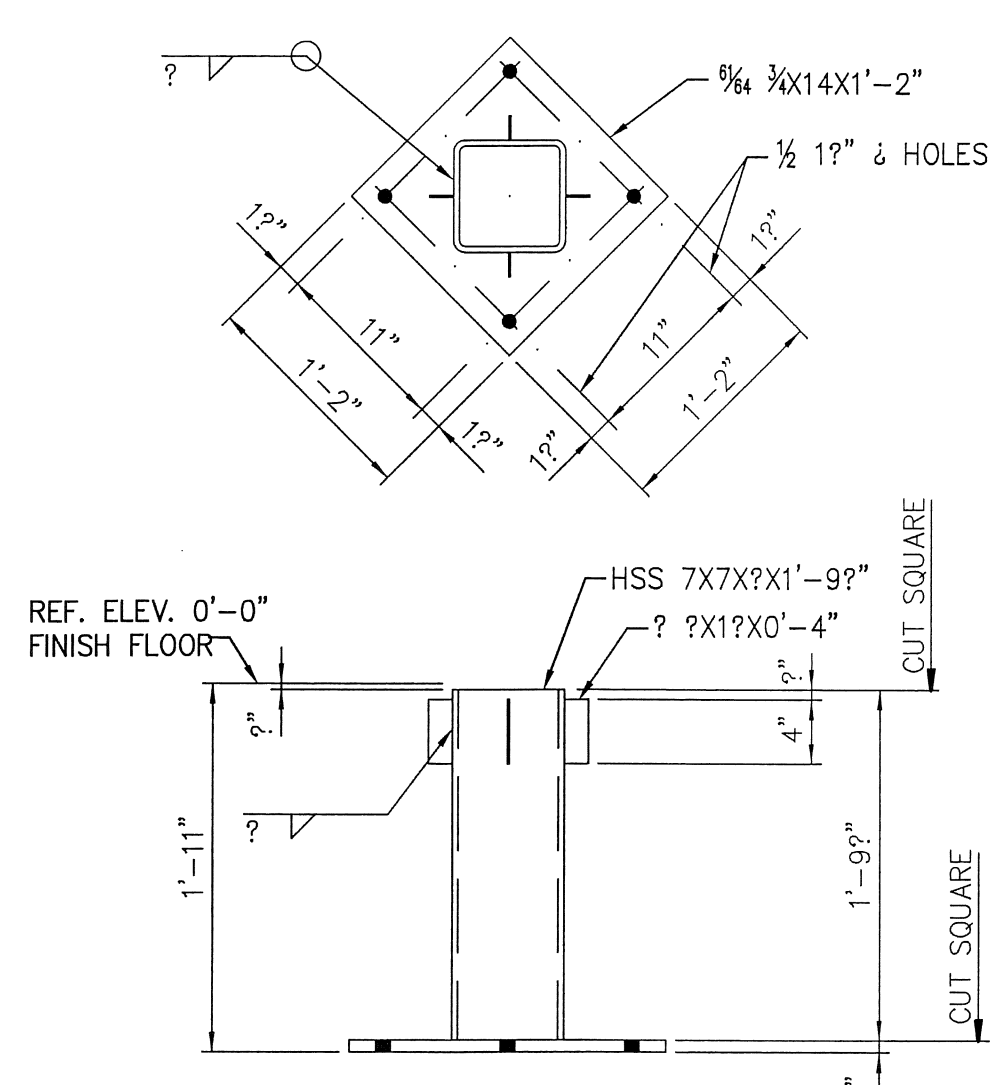 ?
61/64 3/4X14X1'-2"
1/2 1?" ¿ HOLES
1?"
11"
1'-2"
1?"
1?"
11"
1'-2"
1?"
HSS 7X7X?X1'-9?"
? ?X1?X0'-4"
REF. ELEV. 0'-0"
FINISH FLOOR
CUT SQUARE
?"
?"
4"
?
1'-11"
1'-9?"
CUT SQUARE
"